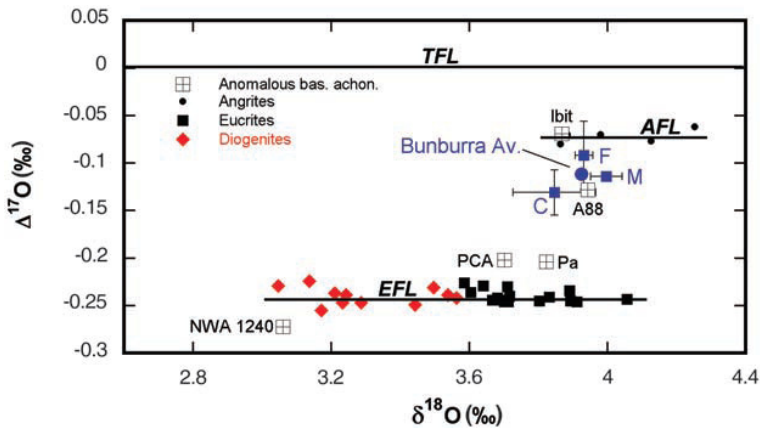 0.05
TFL
0
Anomalous bas. achon.
Angrites
Eucrites
Diogenites
Ibit
AFL
-0.05
Bunburra Av.
F
-0.1
M
C
A88
-0.15
Δ¹⁷O (‰)
-0.2
PCA
Pa
EFL
-0.25
NWA 1240
-0.3
2.8
3.2
3.6
4
4.4
δ¹⁸O (‰)